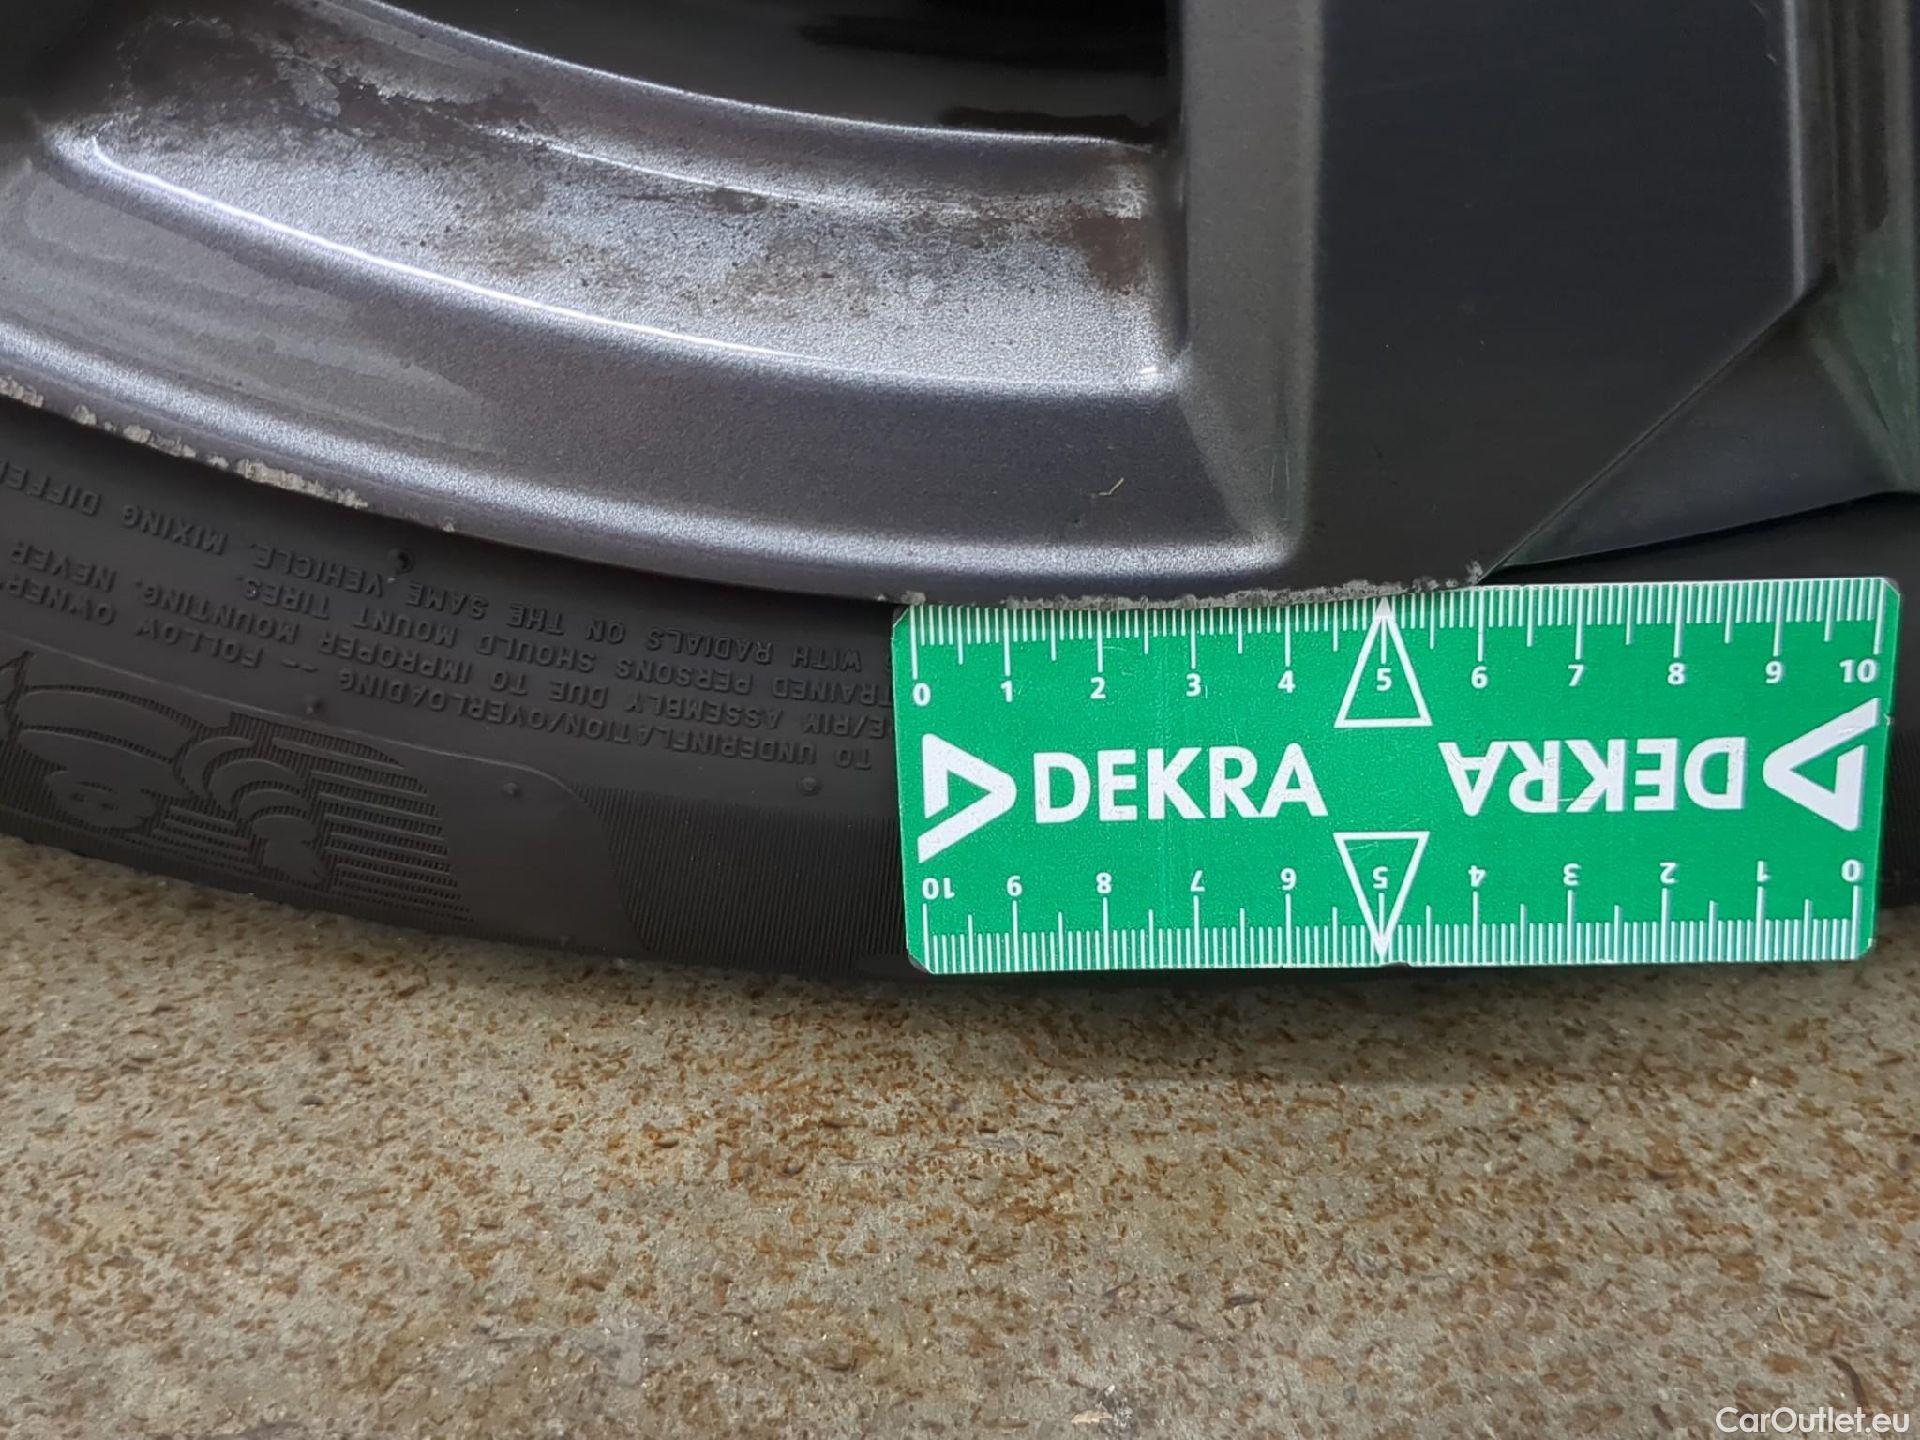 MIXING DIFFE
WITH RADIALS ON THE SAME VEHICLE.
TRAINED PERSONS SHOULD MOUNT TIRES.
E/RIM ASSEMBLY DUE TO IMPROPER MOUNTING. NEVER
TO UNDERINFLATION/OVERLOADING -- FOLLOW OWNER'
0 1 2 3 4 5 6 7 8 9 10
DEKRA DEKRA
10 9 8 7 6 5 4 3 2 1 0
CarOutlet.eu